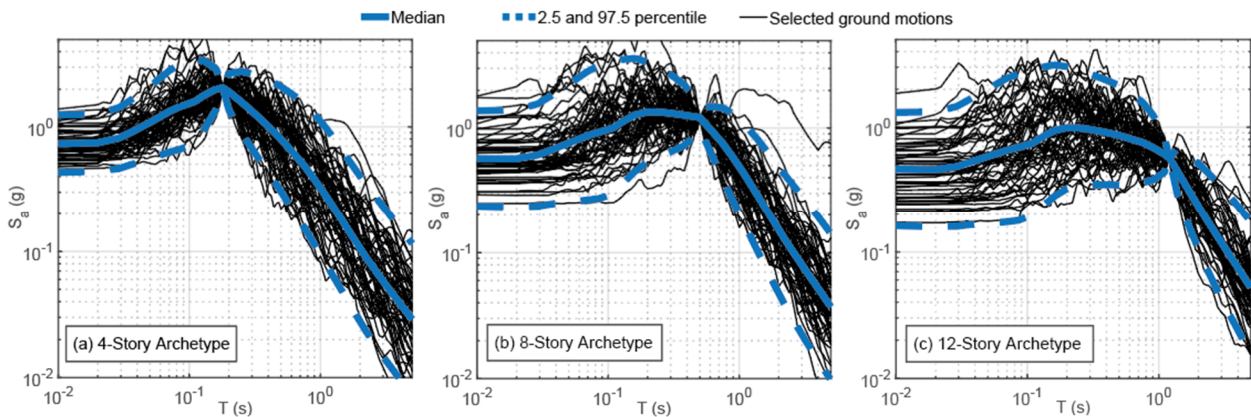 Median 2.5 and 97.5 percentile Selected ground motions
10^0
10^-1
10^-2
S_a (g)
(a) 4-Story Archetype
10^-2 10^-1 10^0
T (s)
10^0
10^-1
10^-2
S_a (g)
(b) 8-Story Archetype
10^-2 10^-1 10^0
T (s)
10^0
10^-1
10^-2
S_a (g)
(c) 12-Story Archetype
10^-2 10^-1 10^0
T (s)